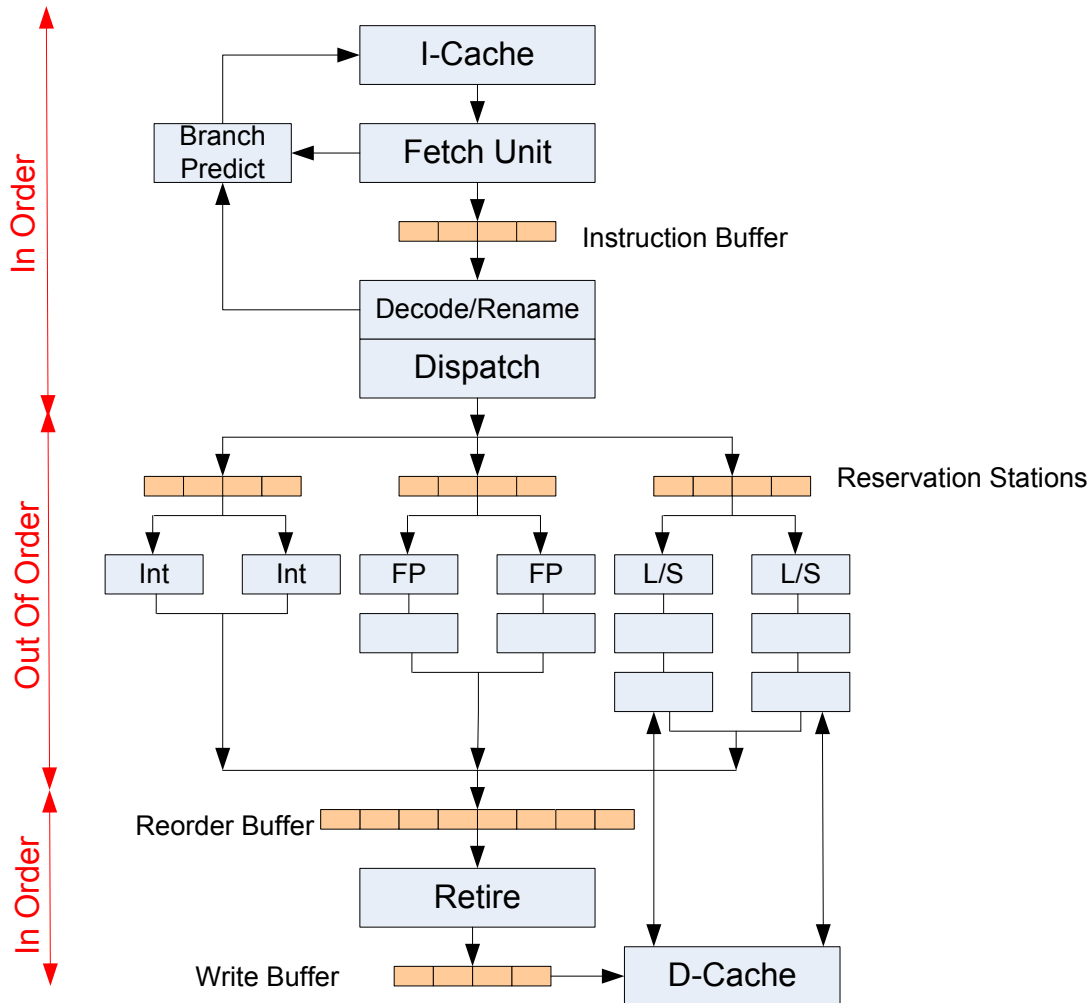 I-Cache
Branch
Predict
Fetch Unit
In Order
Instruction Buffer
Decode/Rename
Dispatch
Out Of Order
Reservation Stations
Int
Int
FP
FP
L/S
L/S
In Order
Reorder Buffer
Retire
Write Buffer
D-Cache